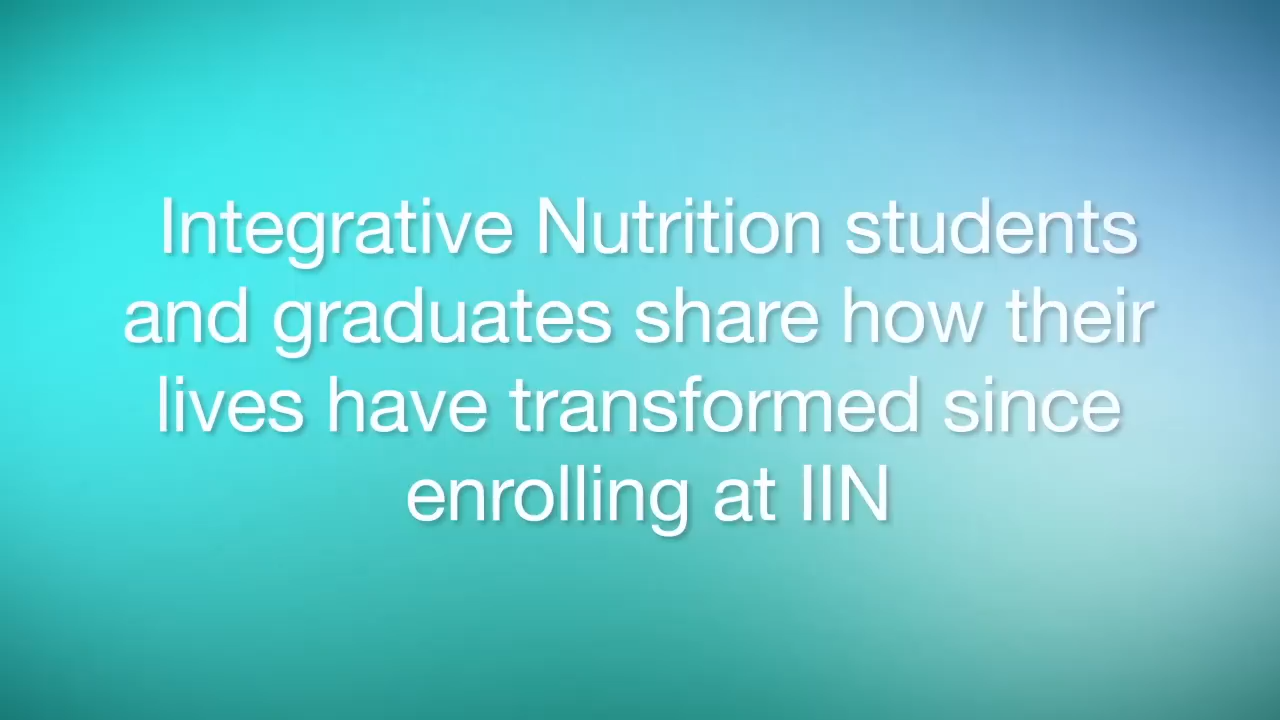 Integrative Nutrition students
and graduates share how their
lives have transformed since
enrolling at IIN